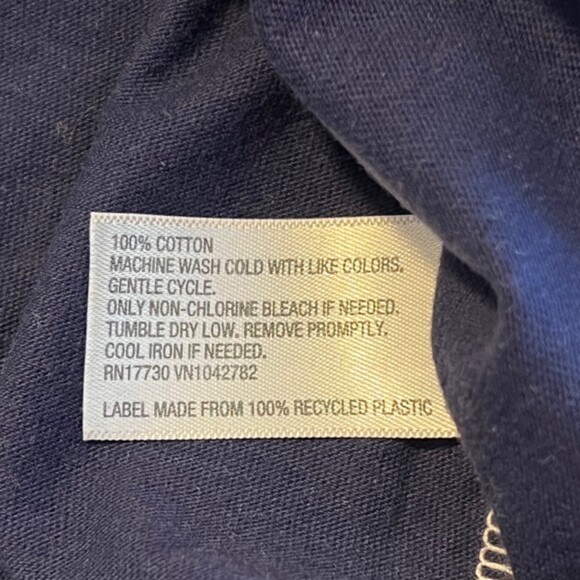 100% COTTON
MACHINE WASH COLD WITH LIKE COLORS.
GENTLE CYCLE.
ONLY NON-CHLORINE BLEACH IF NEEDED.
TUMBLE DRY LOW. REMOVE PROMPTLY.
COOL IRON IF NEEDED.
RN17730 VN1042782
LABEL MADE FROM 100% RECYCLED PLASTIC